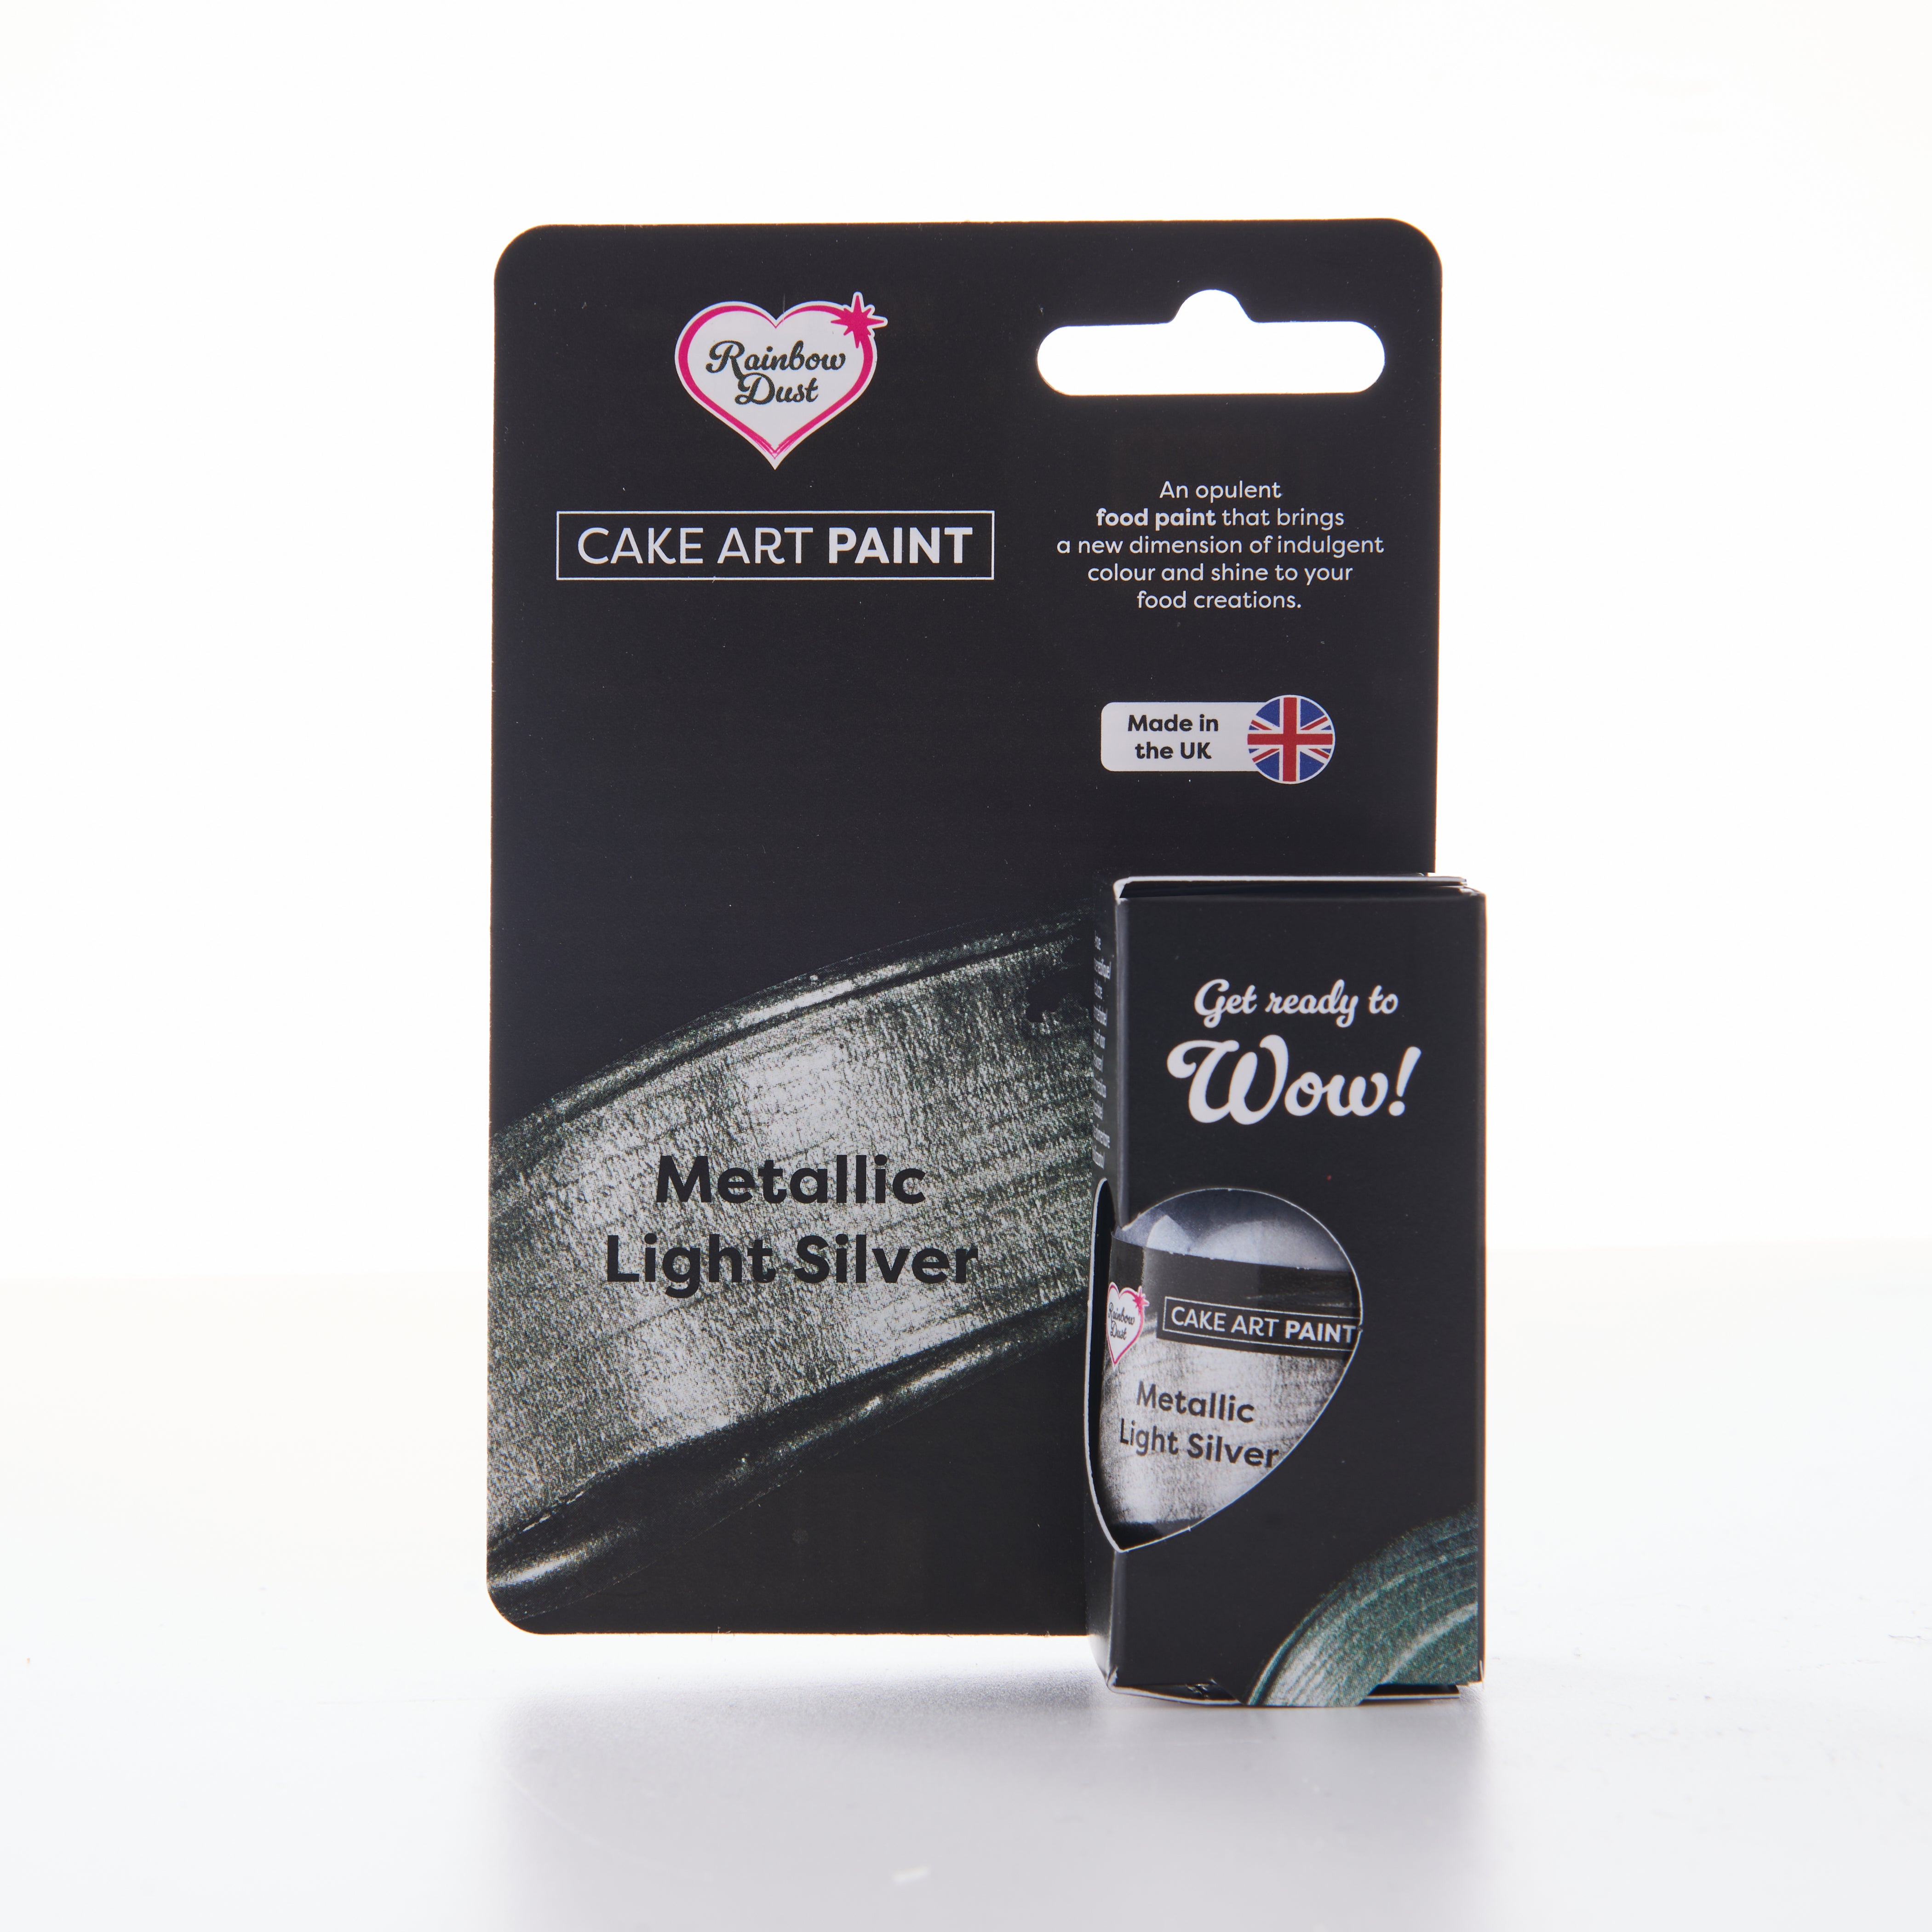 Rainbow
Dust
CAKE ART PAINT
An opulent
food paint that brings
a new dimension of indulgent
colour and shine to your
food creations.
Made in
the UK
Metallic
Light Silver
Get ready to
Wow!
Rainbow
Dust
CAKE ART PAINT
Metallic
Light Silver